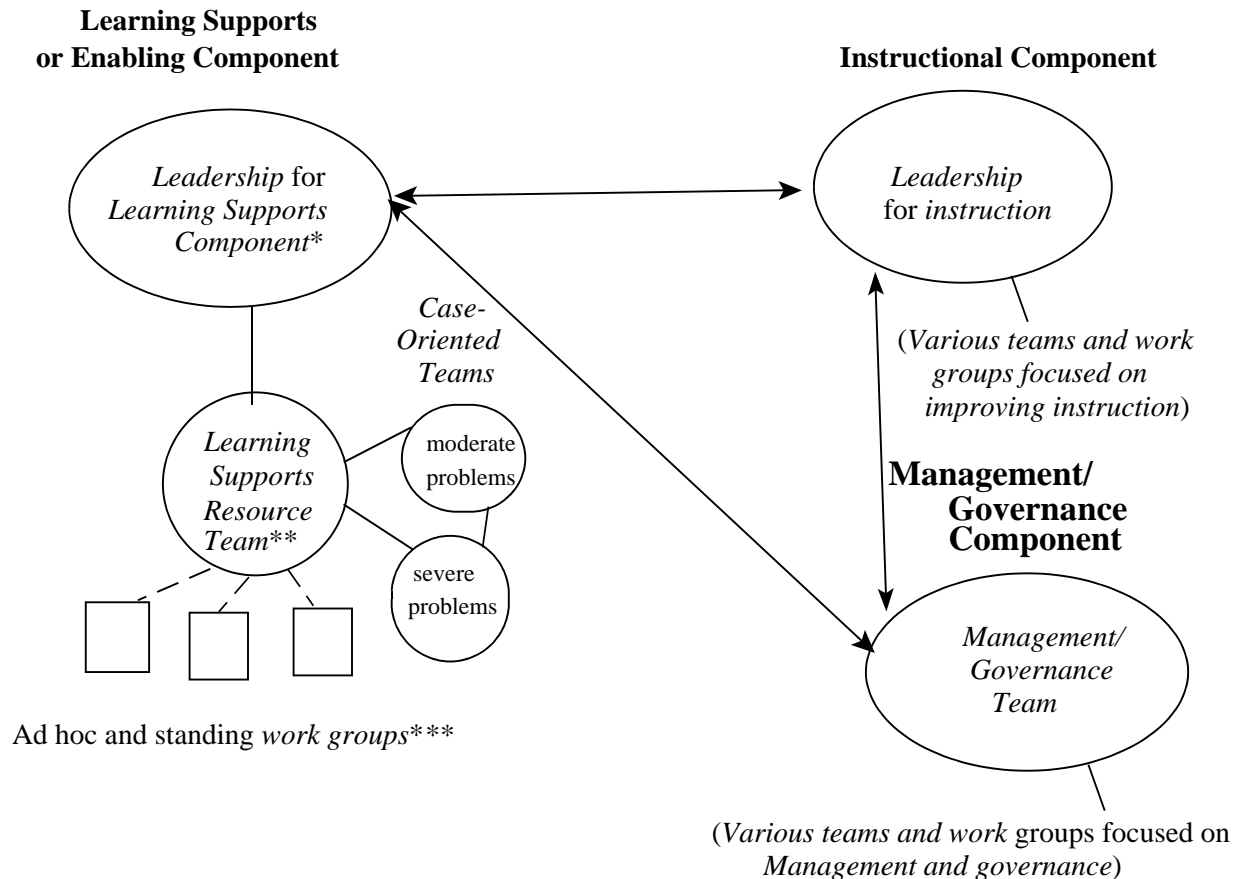 Learning Supports
or Enabling Component
Instructional Component
Leadership for
Learning Supports
Component*
Leadership
for instruction
Case-
Oriented
Teams
(Various teams and work
groups focused on
improving instruction)
Learning
Supports
Resource
Team**
moderate
problems
severe
problems
Management/
Governance
Component
Management/
Governance
Team
Ad hoc and standing work groups***
(Various teams and work groups focused on
Management and governance)